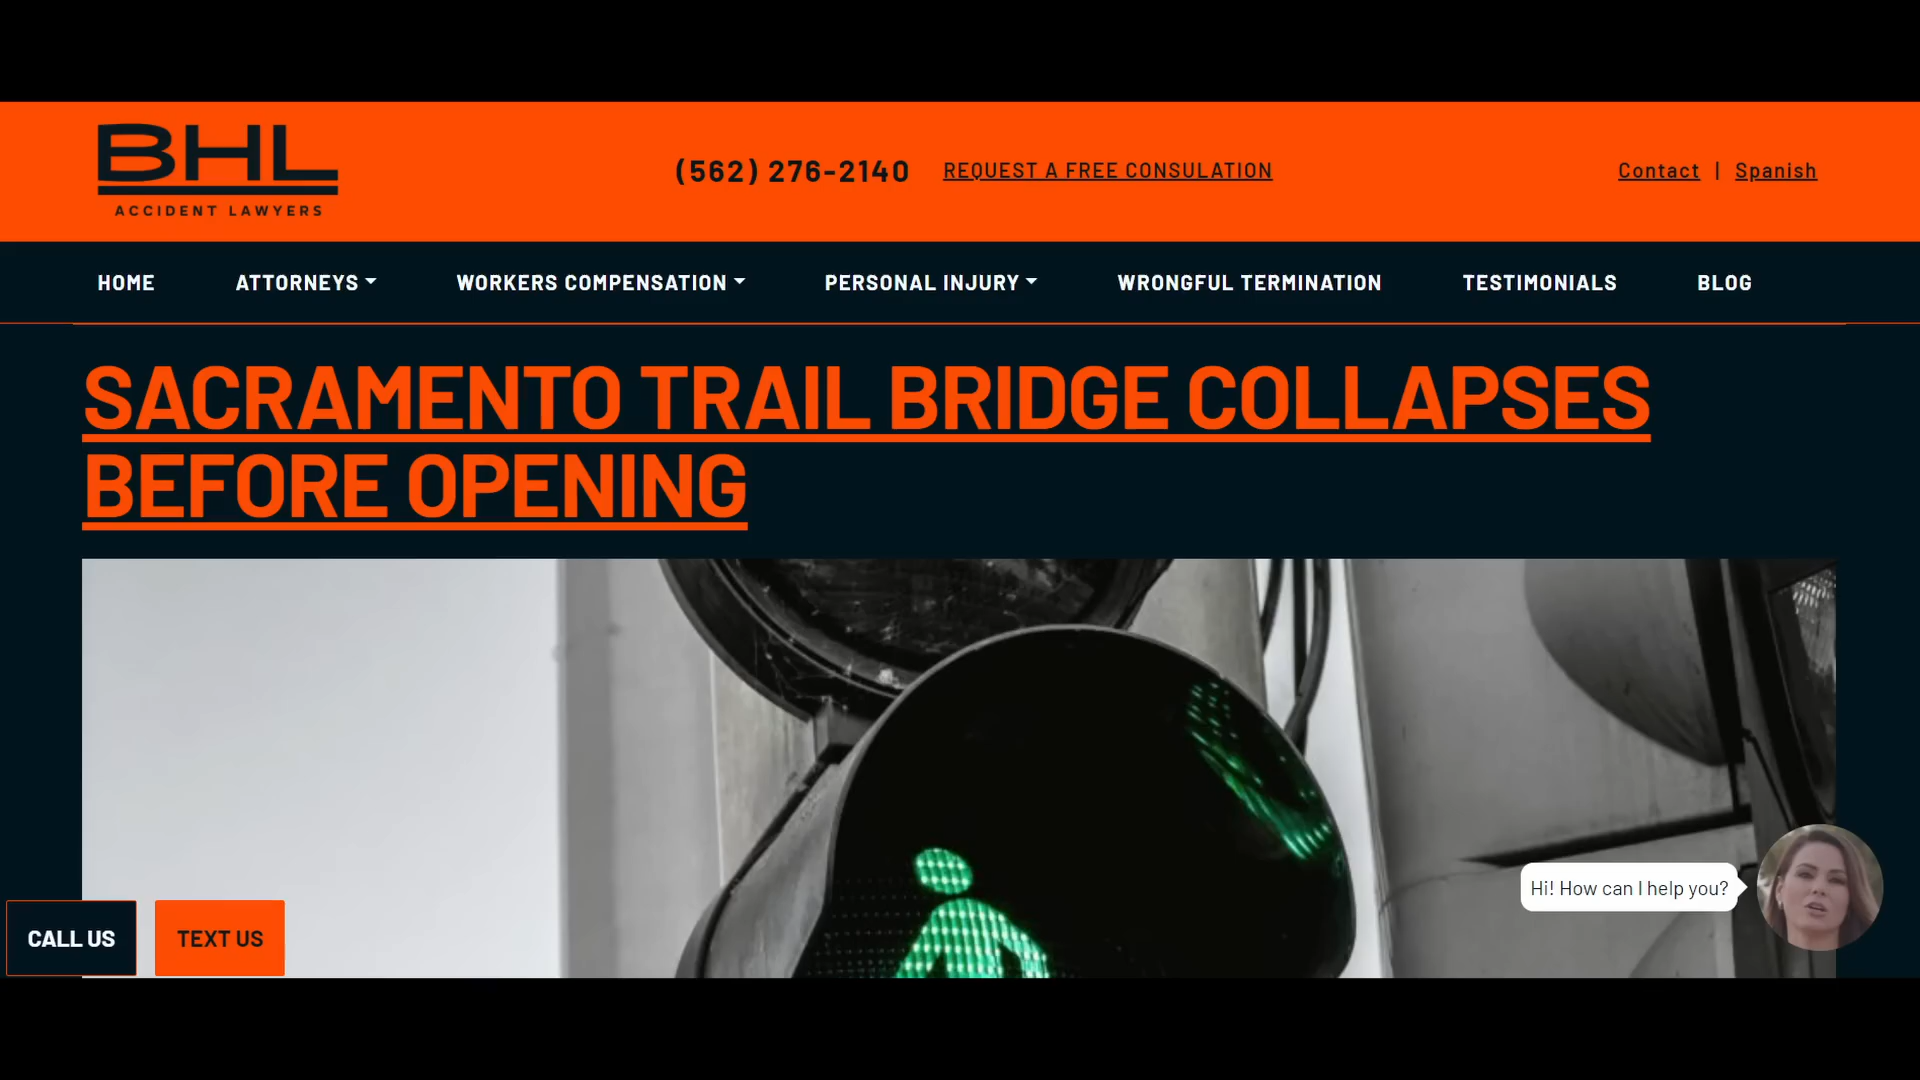 BHL
ACCIDENT LAWYERS
(562) 276-2140 REQUEST A FREE CONSULATION
Contact | Spanish
HOME ATTORNEYS WORKERS COMPENSATION PERSONAL INJURY WRONGFUL TERMINATION TESTIMONIALS BLOG
SACRAMENTO TRAIL BRIDGE COLLAPSES
BEFORE OPENING
Hi! How can I help you?
CALL US TEXT US